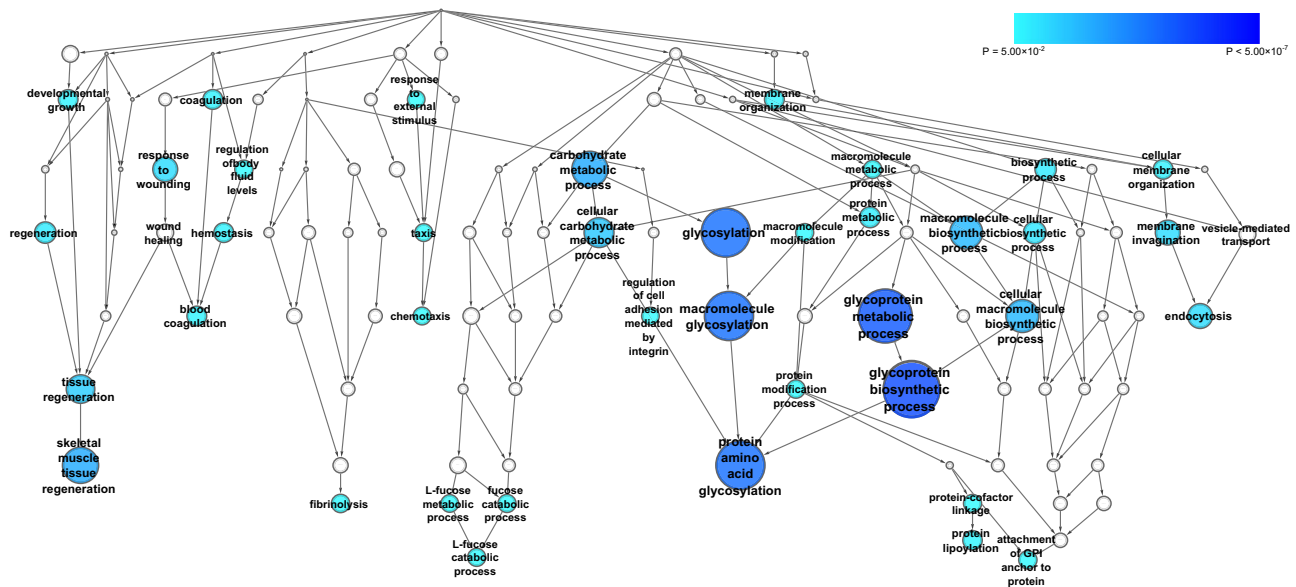 P = 5.00×10⁻²
P < 5.00×10⁻⁷
developmental
growth
coagulation
response
to
external
stimulus
membrane
organization
response
to
wounding
regulation
ofbody
fluid
levels
carbohydrate
metabolic
process
macromolecule
metabolic
process
biosynthetic
process
cellular
membrane
organization
regeneration
wound
healing
hemostasis
taxis
cellular
carbohydrate
metabolic
process
glycosylation
macromolecule
modification
protein
metabolic
process
macromolecule
biosynthetic
process
cellular
biosynthetic
process
membrane
invagination
vesicle-mediated
transport
blood
coagulation
chemotaxis
regulation of cell
adhesion
mediated
by
integrin
macromolecule
glycosylation
glycoprotein
metabolic
process
cellular
macromolecule
biosynthetic
process
endocytosis
tissue
regeneration
protein
modification
process
glycoprotein
biosynthetic
process
skeletal
muscle
tissue
regeneration
protein
amino
acid
glycosylation
fibrinolysis
L-fucose
metabolic
process
fucose
catabolic
process
protein-cofactor
linkage
L-fucose
catabolic
process
protein
lipoylation
attachment
of GPI
anchor to
protein